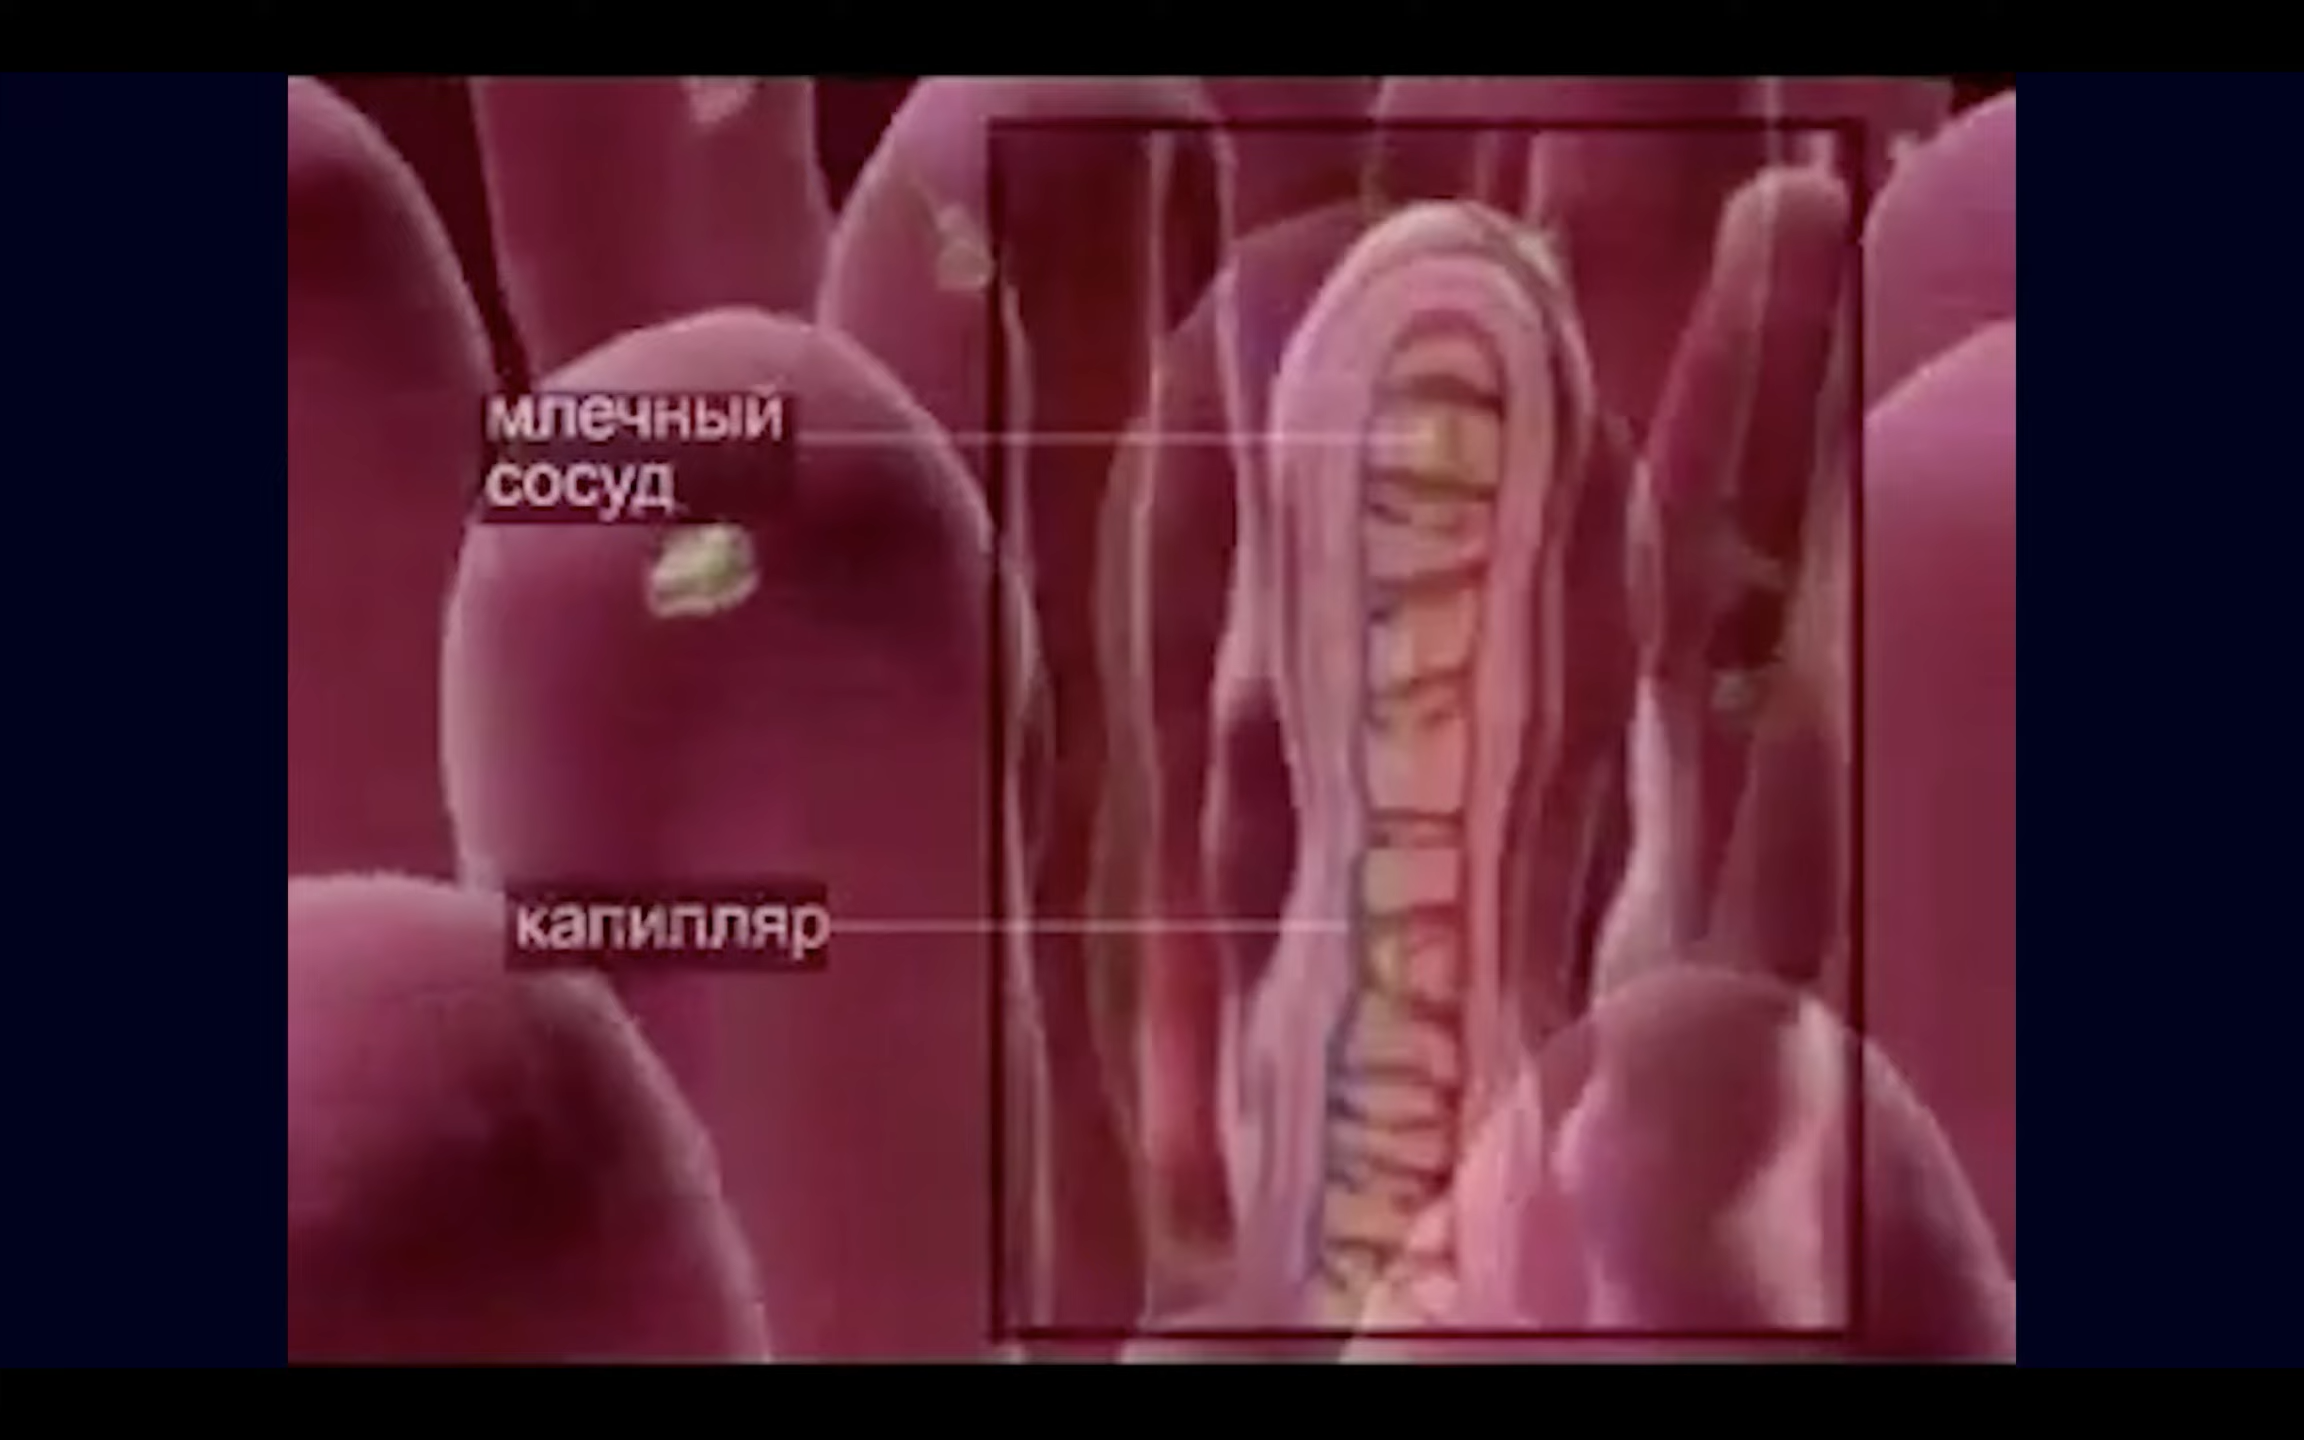 млечный
сосуд
капилляр